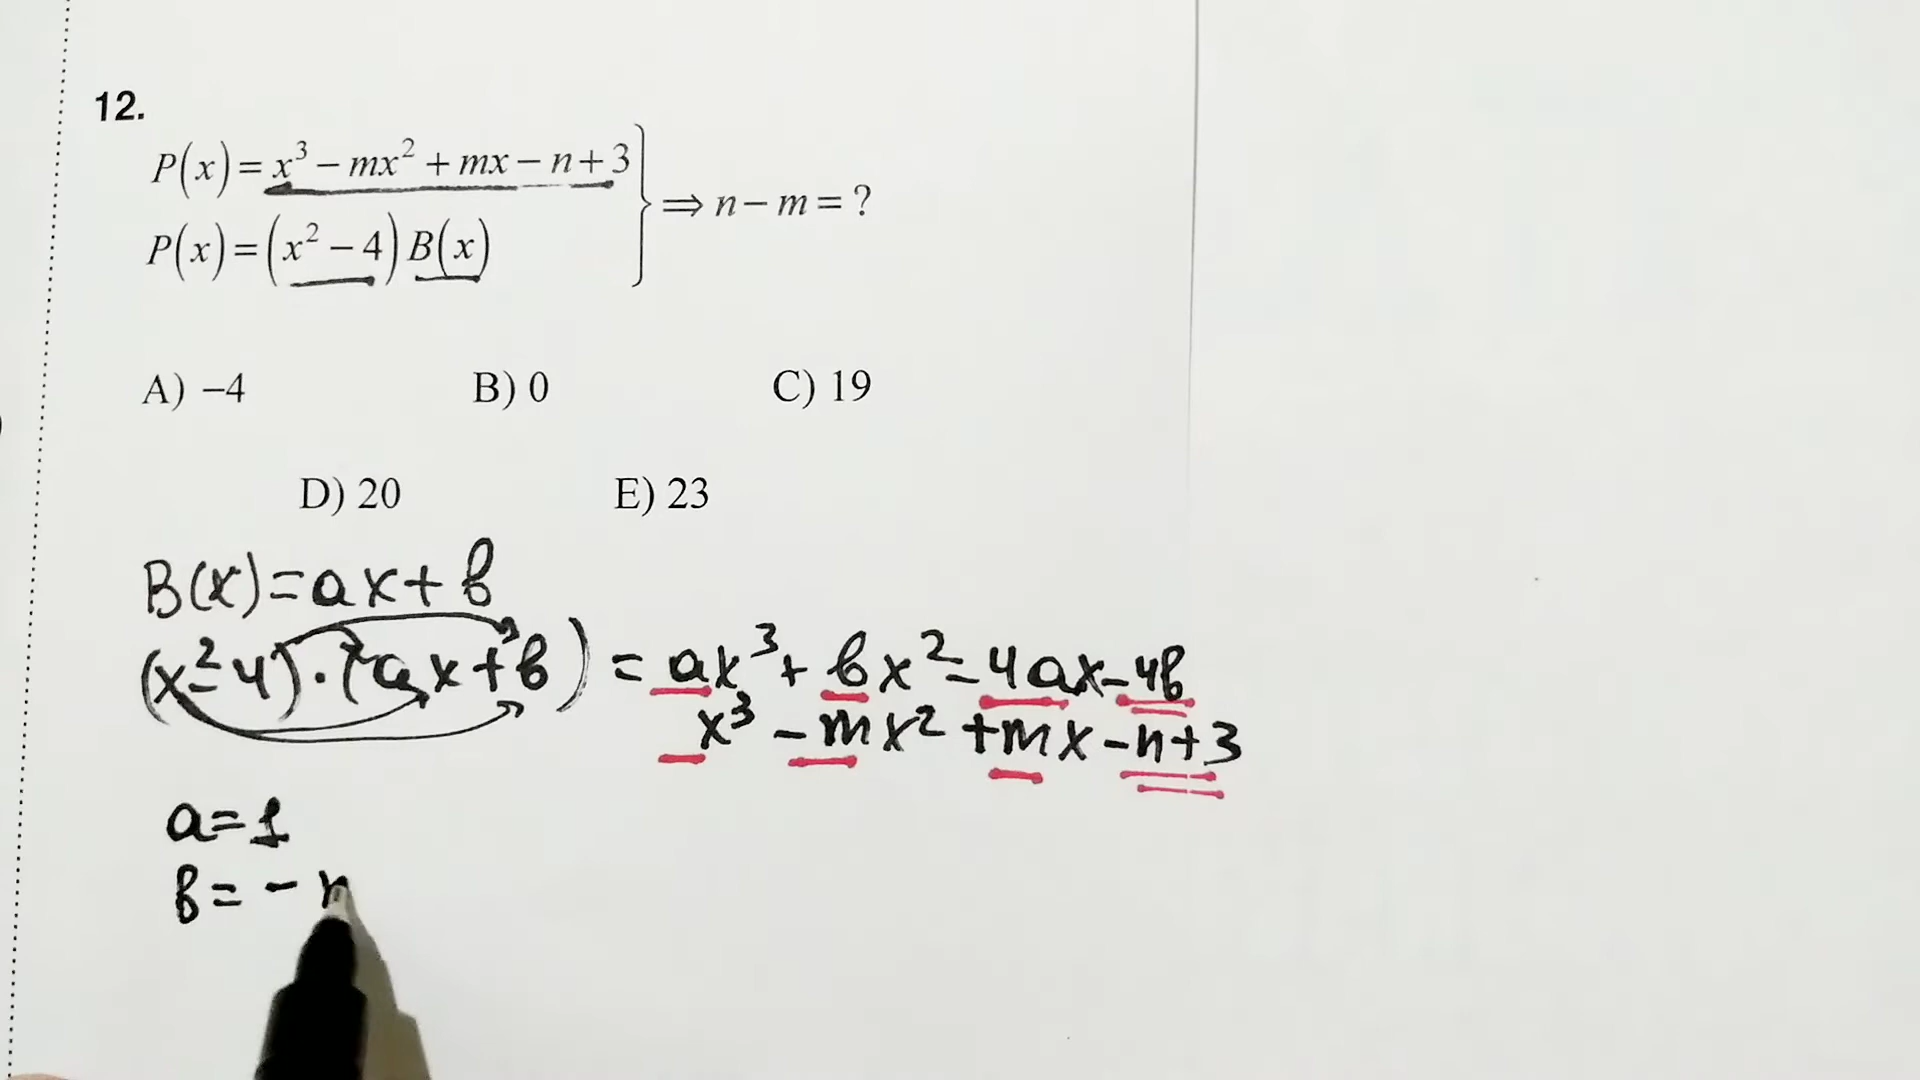 12.
P(x) = x³ − mx² + mx − n + 3
P(x) = (x² − 4) B(x)
⇒ n − m = ?
A) −4 B) 0 C) 19
D) 20 E) 23
B(x) = ax + b
(x² − 4) · (ax + b) = ax³ + bx² − 4ax − 4b
x³ − mx² + mx − n + 3
a = 1
b = −